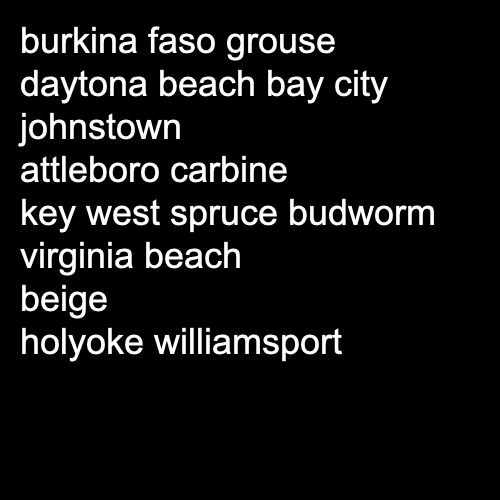 burkina faso grouse
daytona beach bay city
johnstown
attleboro carbine
key west spruce budworm
virginia beach
beige
holyoke williamsport